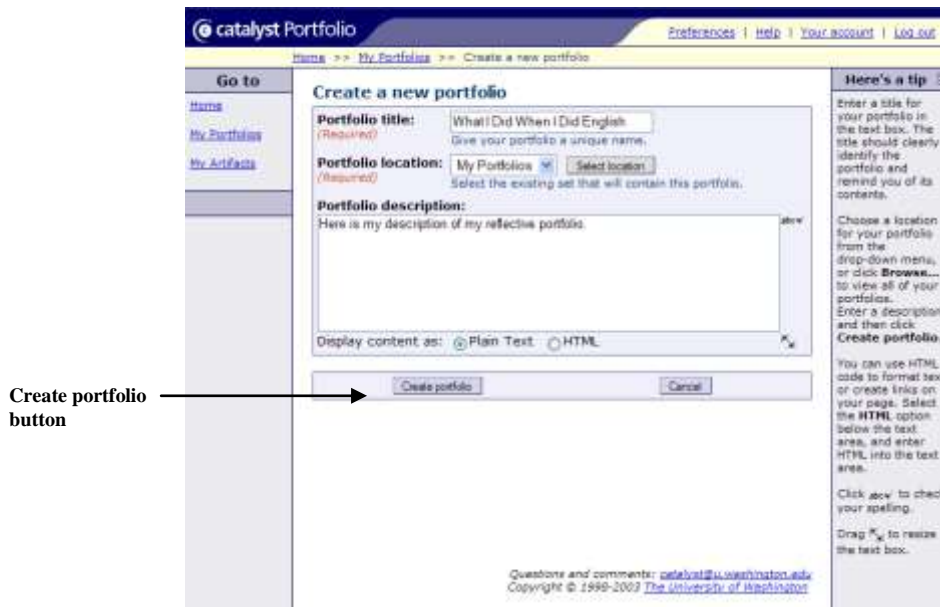 catalyst Portfolio
Preferences | Help | Your account | Log out
Home >> My Portfolios >> Create a new portfolio
Go to
Home
My Portfolios
My Artifacts
Create a new portfolio
Portfolio title:
(Required)
What I Did When I Did English
Give your portfolio a unique name.
Portfolio location:
(Required)
My Portfolios
Select location
Select the existing set that will contain this portfolio.
Portfolio description:
Here is my description of my reflective portfolio.
abc
Display content as: Plain Text HTML
Create portfolio
Cancel
Create portfolio
button
Here's a tip
Enter a title for
your portfolio in
the text box. The
title should clearly
identify the
portfolio and
remind you of its
contents.
Choose a location
for your portfolio
from the
drop-down menu,
or click Browse...
to view all of your
portfolios.
Enter a description
and then click
Create portfolio.
You can use HTML
code to format tex
or create links on
your page. Select
the HTML option
below the text
area, and enter
HTML into the text
area.
Click abc to chec
your spelling.
Drag to resize
the text box.
Questions and comments: catalyst@u.washington.edu
Copyright © 1998-2003 The University of Washington